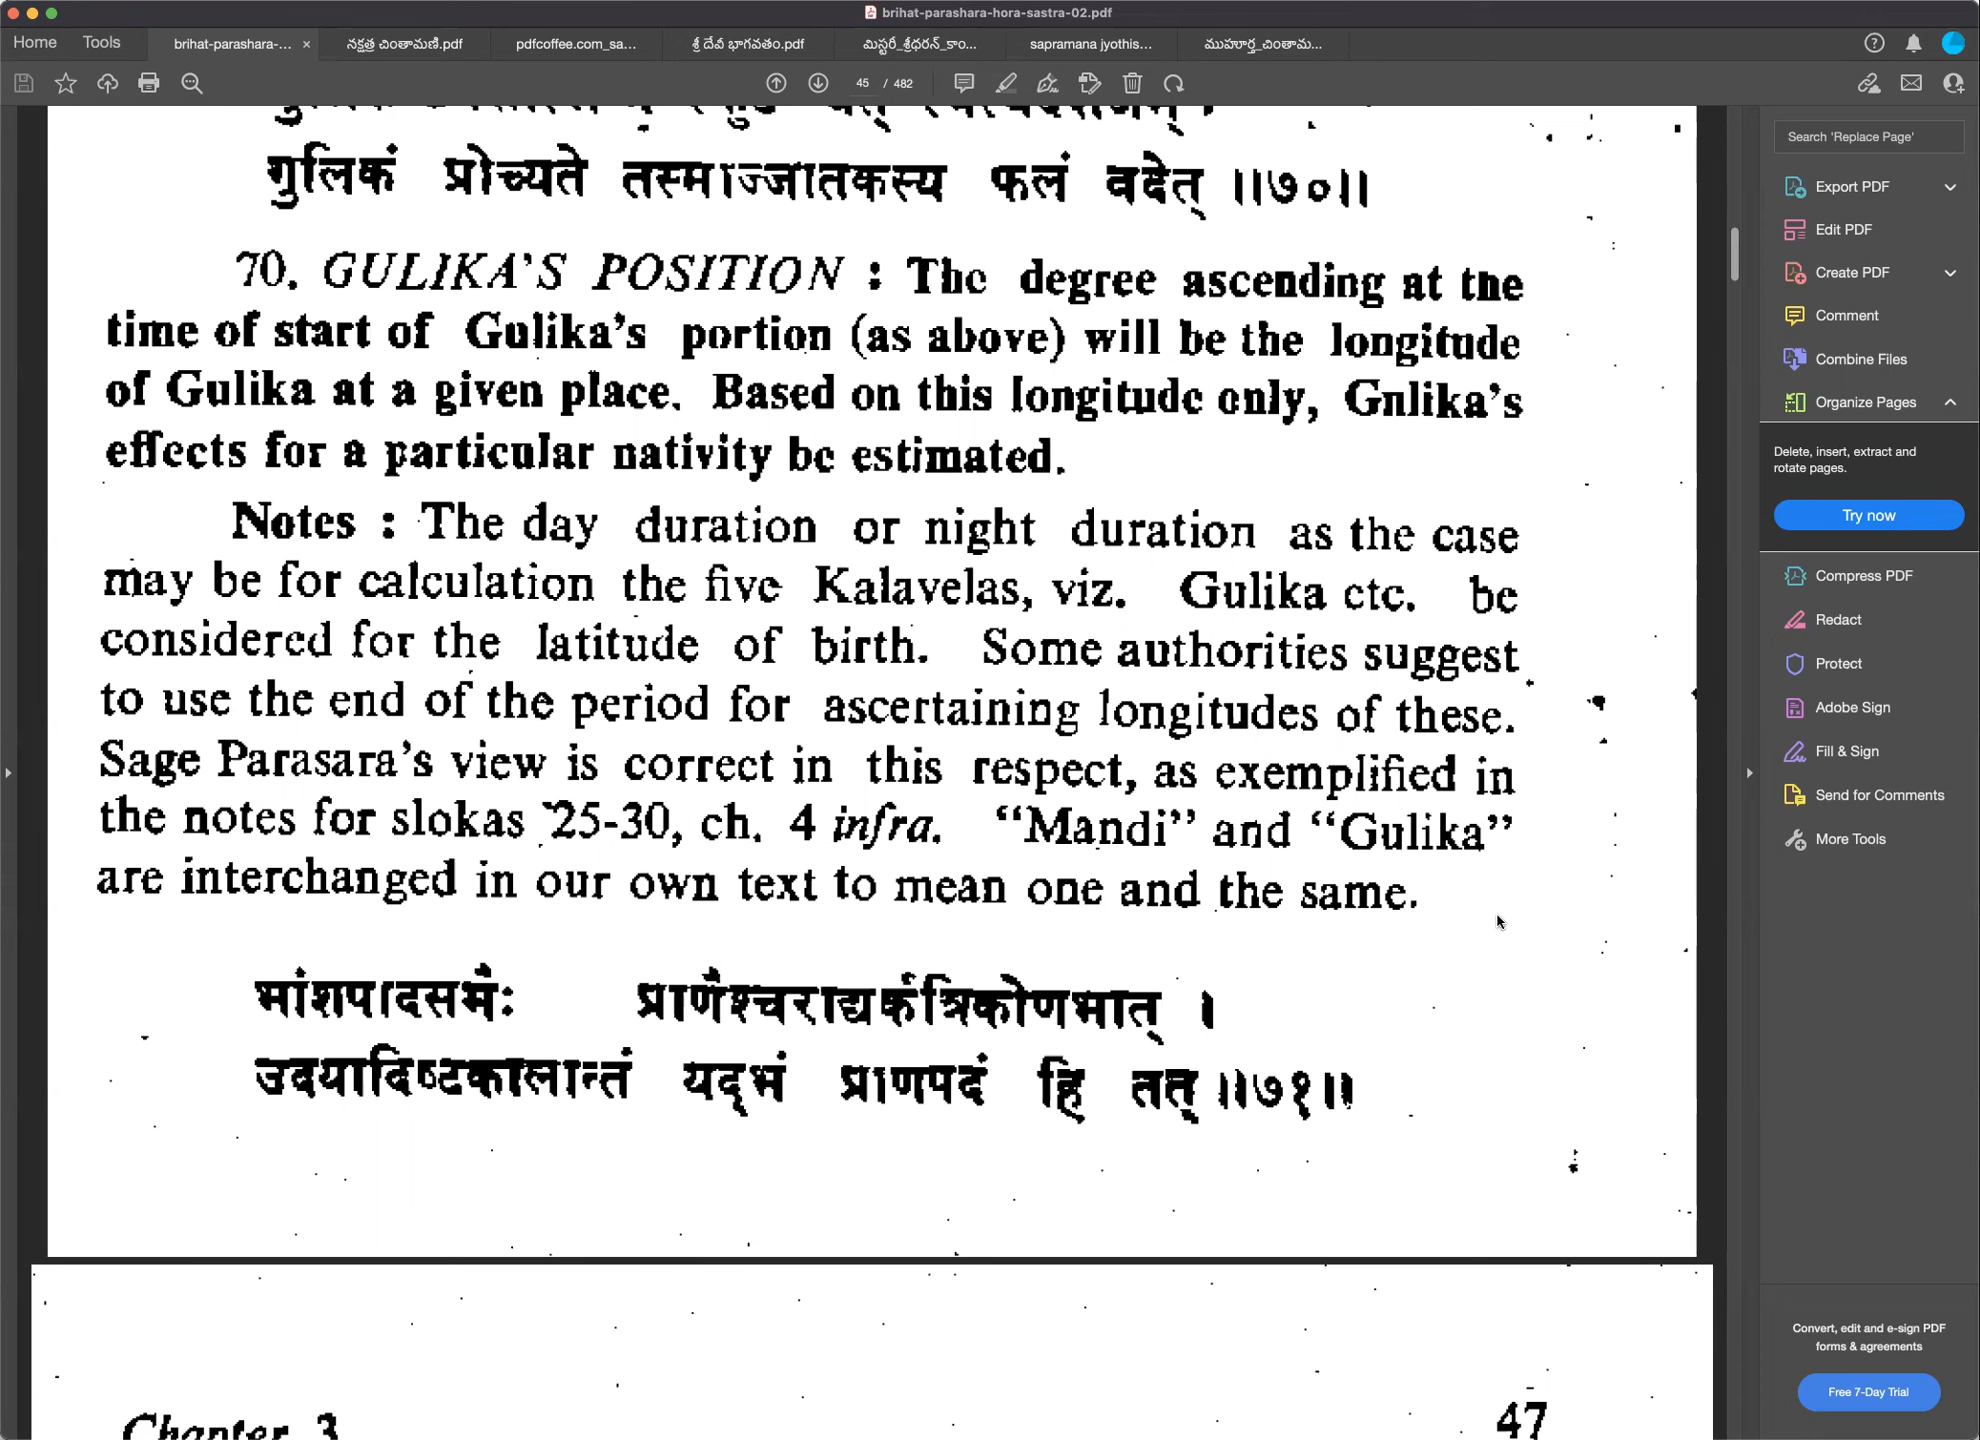 brihat-parashara-hora-sastra-02.pdf
Home Tools brihat-parashara-... × నక్షత్ర చింతామణి.pdf pdfcoffee.com_sa... శ్రీ దేవీ భాగవతం.pdf మిస్టరీ_శ్రీధరన్_కాం... sapramana jyothis... ముహూర్త_చింతామ...
45 / 482
गुलिकं प्रोच्यते तस्माज्जातकस्य फलं वदेत् ॥७०॥
70. GULIKA'S POSITION : The degree ascending at the
time of start of Gulika's portion (as above) will be the longitude
of Gulika at a given place. Based on this longitude only, Gnlika's
effects for a particular nativity be estimated.
Notes : The day duration or night duration as the case
may be for calculation the five Kalavelas, viz. Gulika etc. be
considered for the latitude of birth. Some authorities suggest
to use the end of the period for ascertaining longitudes of these.
Sage Parasara's view is correct in this respect, as exemplified in
the notes for slokas 25-30, ch. 4 infra. "Mandi" and "Gulika"
are interchanged in our own text to mean one and the same.
भांशपादसमैः प्राणैश्चराद्यर्कत्रिकोणभात् ।
उदयादिष्टकालान्तं यद्भं प्राणपदं हि तत् ॥७१॥
Chapter 3 47
Search 'Replace Page'
Export PDF
Edit PDF
Create PDF
Comment
Combine Files
Organize Pages
Delete, insert, extract and
rotate pages.
Try now
Compress PDF
Redact
Protect
Adobe Sign
Fill & Sign
Send for Comments
More Tools
Convert, edit and e-sign PDF
forms & agreements
Free 7-Day Trial